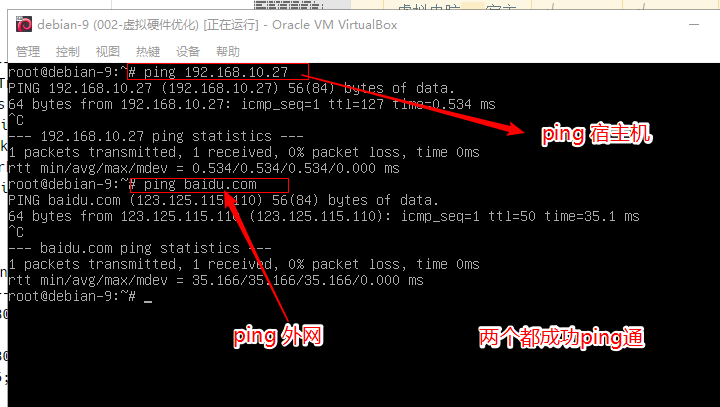 debian-9 (002-虚拟硬件优化) [正在运行] - Oracle VM VirtualBox
管理 控制 视图 热键 设备 帮助
root@debian-9:~# ping 192.168.10.27
PING 192.168.10.27 (192.168.10.27) 56(84) bytes of data.
64 bytes from 192.168.10.27: icmp_seq=1 ttl=127 time=0.534 ms
^C
--- 192.168.10.27 ping statistics ---
1 packets transmitted, 1 received, 0% packet loss, time 0ms
rtt min/avg/max/mdev = 0.534/0.534/0.534/0.000 ms
ping 宿主机
root@debian-9:~# ping baidu.com
PING baidu.com (123.125.115.110) 56(84) bytes of data.
64 bytes from 123.125.115.110 (123.125.115.110): icmp_seq=1 ttl=50 time=35.1 ms
^C
--- baidu.com ping statistics ---
1 packets transmitted, 1 received, 0% packet loss, time 0ms
rtt min/avg/max/mdev = 35.166/35.166/35.166/0.000 ms
root@debian-9:~# _
ping 外网
两个都成功ping通